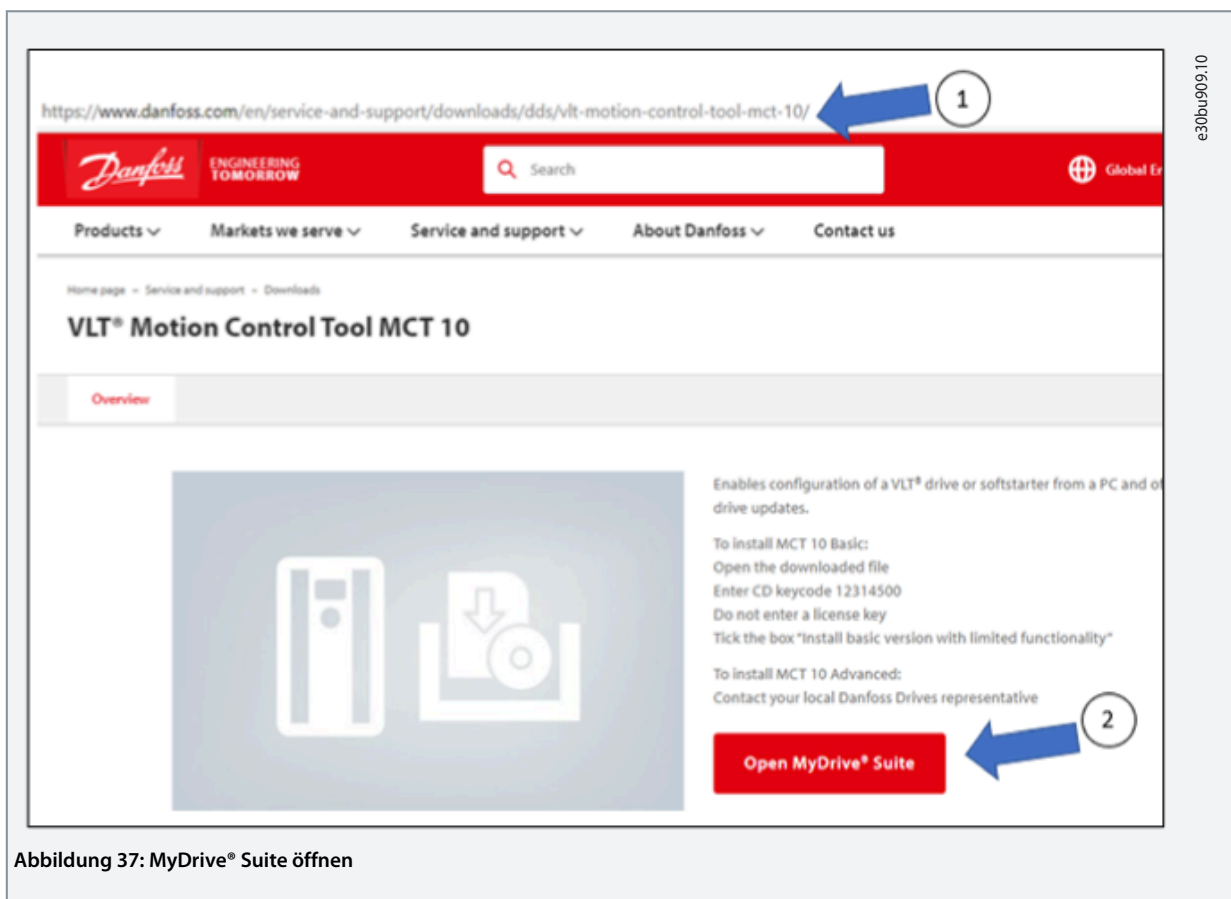 https://www.danfoss.com/en/service-and-support/downloads/dds/vlt-motion-control-tool-mct-10/
1
e30bu909.10
Danfoss
ENGINEERING
TOMORROW
Search
Global Er
Products
Markets we serve
Service and support
About Danfoss
Contact us
Home page – Service and support – Downloads
VLT® Motion Control Tool MCT 10
Overview
Enables configuration of a VLT® drive or softstarter from a PC and of
drive updates.
To install MCT 10 Basic:
Open the downloaded file
Enter CD keycode 12314500
Do not enter a license key
Tick the box "Install basic version with limited functionality"
To install MCT 10 Advanced:
Contact your local Danfoss Drives representative
2
Open MyDrive® Suite
Abbildung 37: MyDrive® Suite öffnen